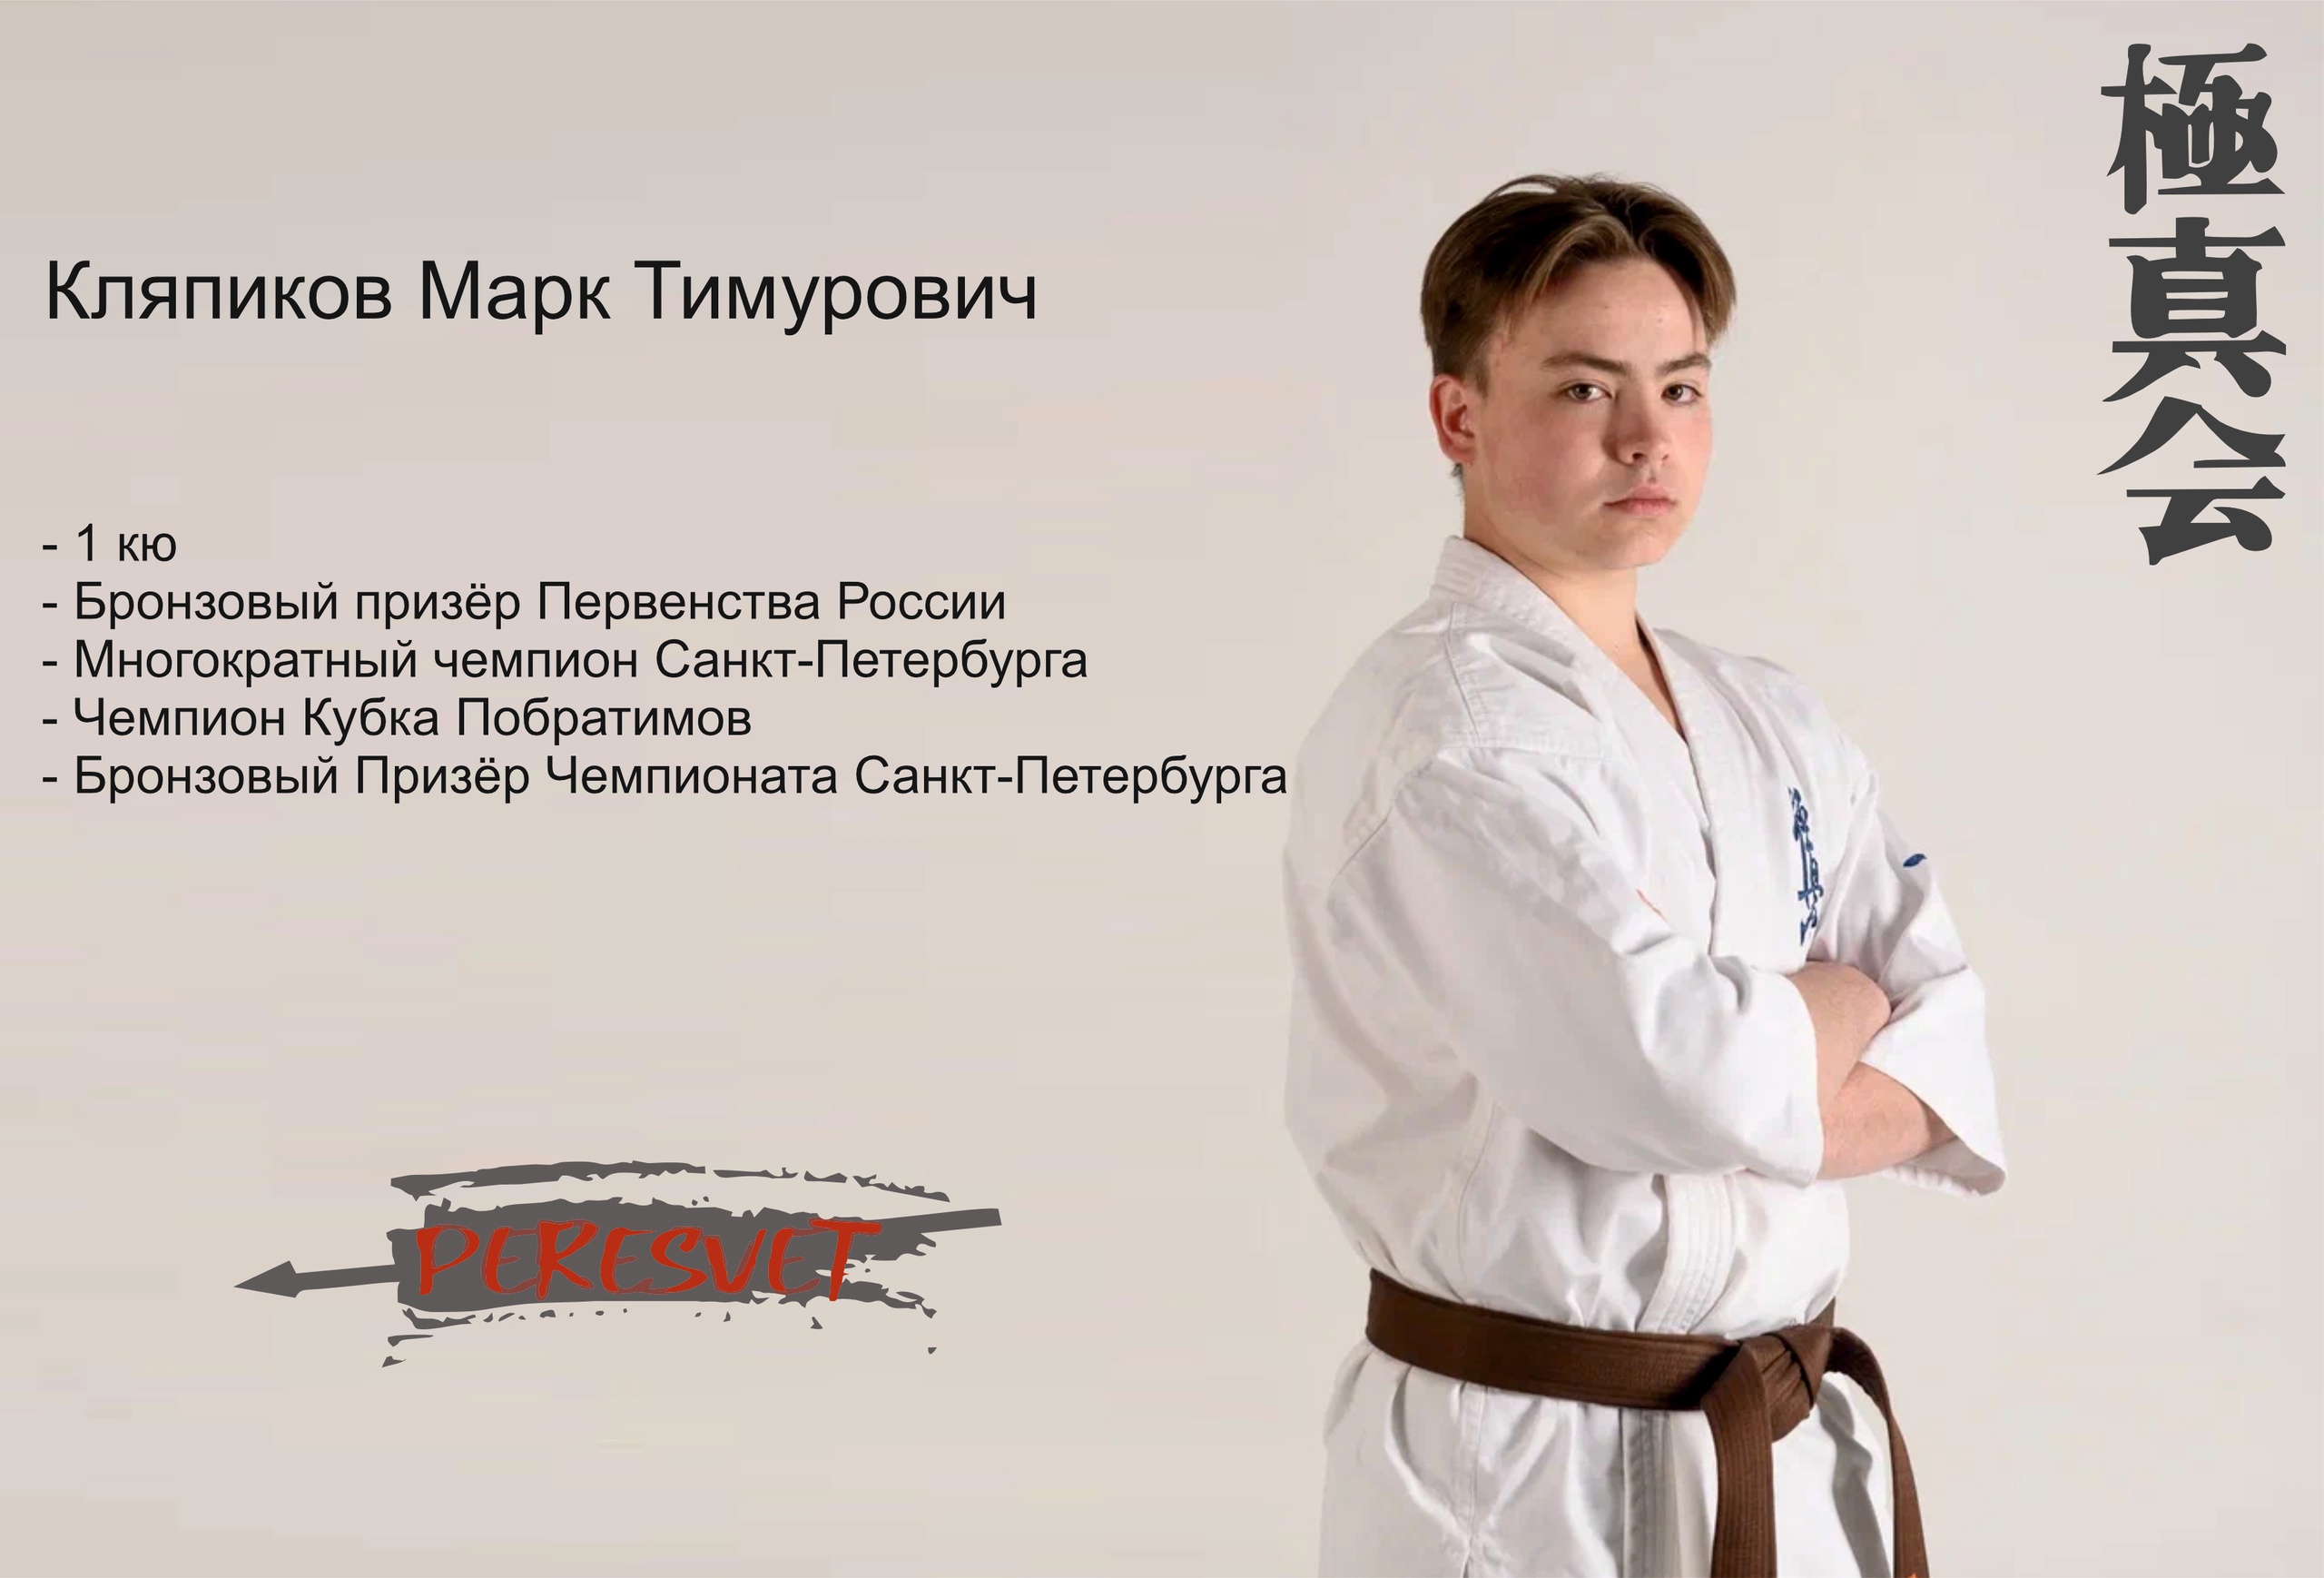 Кляпиков Марк Тимурович
- 1 кю
- Бронзовый призёр Первенства России
- Многократный чемпион Санкт-Петербурга
- Чемпион Кубка Побратимов
- Бронзовый Призёр Чемпионата Санкт-Петербурга
PERESVET
極真会